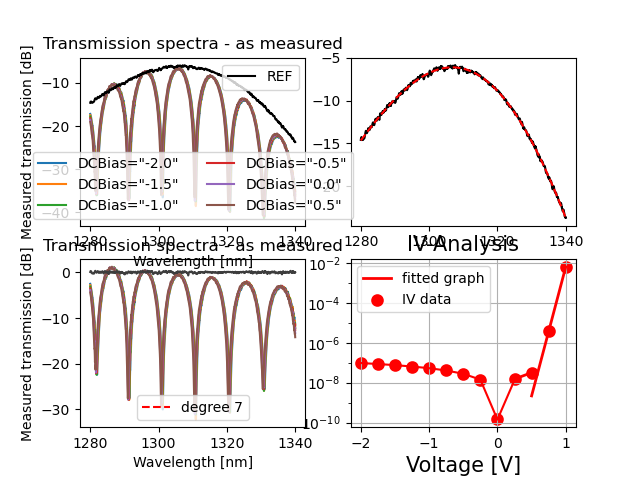 Transmission spectra - as measured
Measured transmission [dB]
−10
−20
−30
−40
REF
DCBias="-2.0"
DCBias="-1.5"
DCBias="-1.0"
DCBias="-0.5"
DCBias="0.0"
DCBias="0.5"
1280 1300 1320 1340
Wavelength [nm]
−5
−10
−15
1280 1300 1320 1340
Transmission spectra - as measured
Measured transmission [dB]
0
−10
−20
−30
degree 7
1280 1300 1320 1340
Wavelength [nm]
IV Analysis
10−2
10−4
10−6
10−8
10−10
fitted graph
IV data
−2 −1 0 1
Voltage [V]